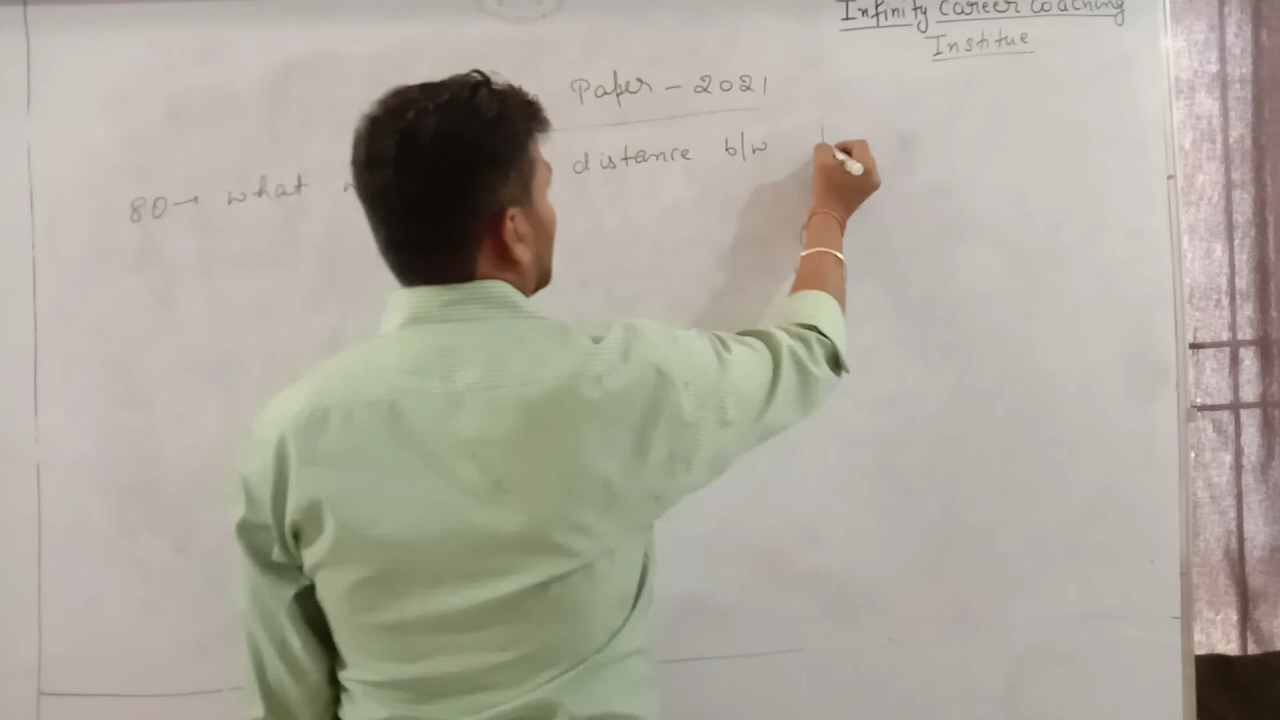 Infinity Career Coaching
Institue
Paper - 2021
80→ what distance b/w